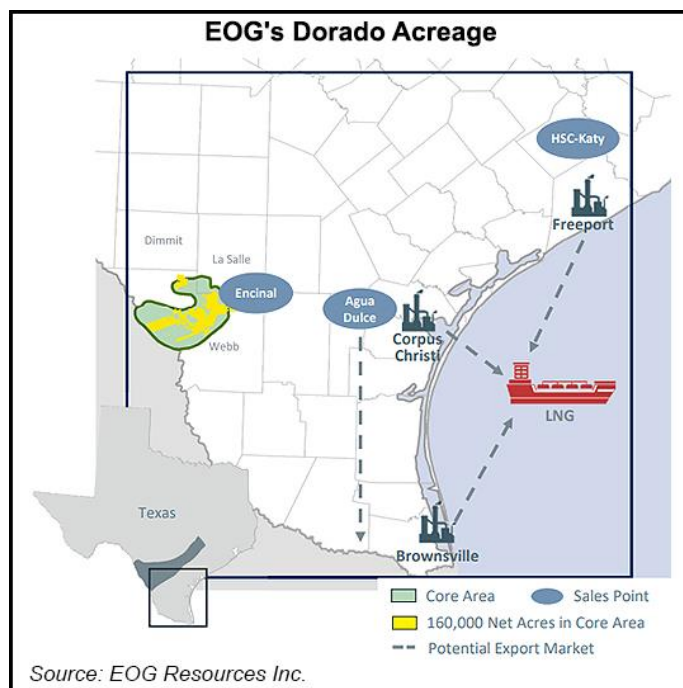 EOG's Dorado Acreage
HSC-Katy
Freeport
Dimmit
La Salle
Encinal
Agua
Dulce
Corpus
Christi
Webb
LNG
Texas
Brownsville
Core Area
Sales Point
160,000 Net Acres in Core Area
Potential Export Market
Source: EOG Resources Inc.